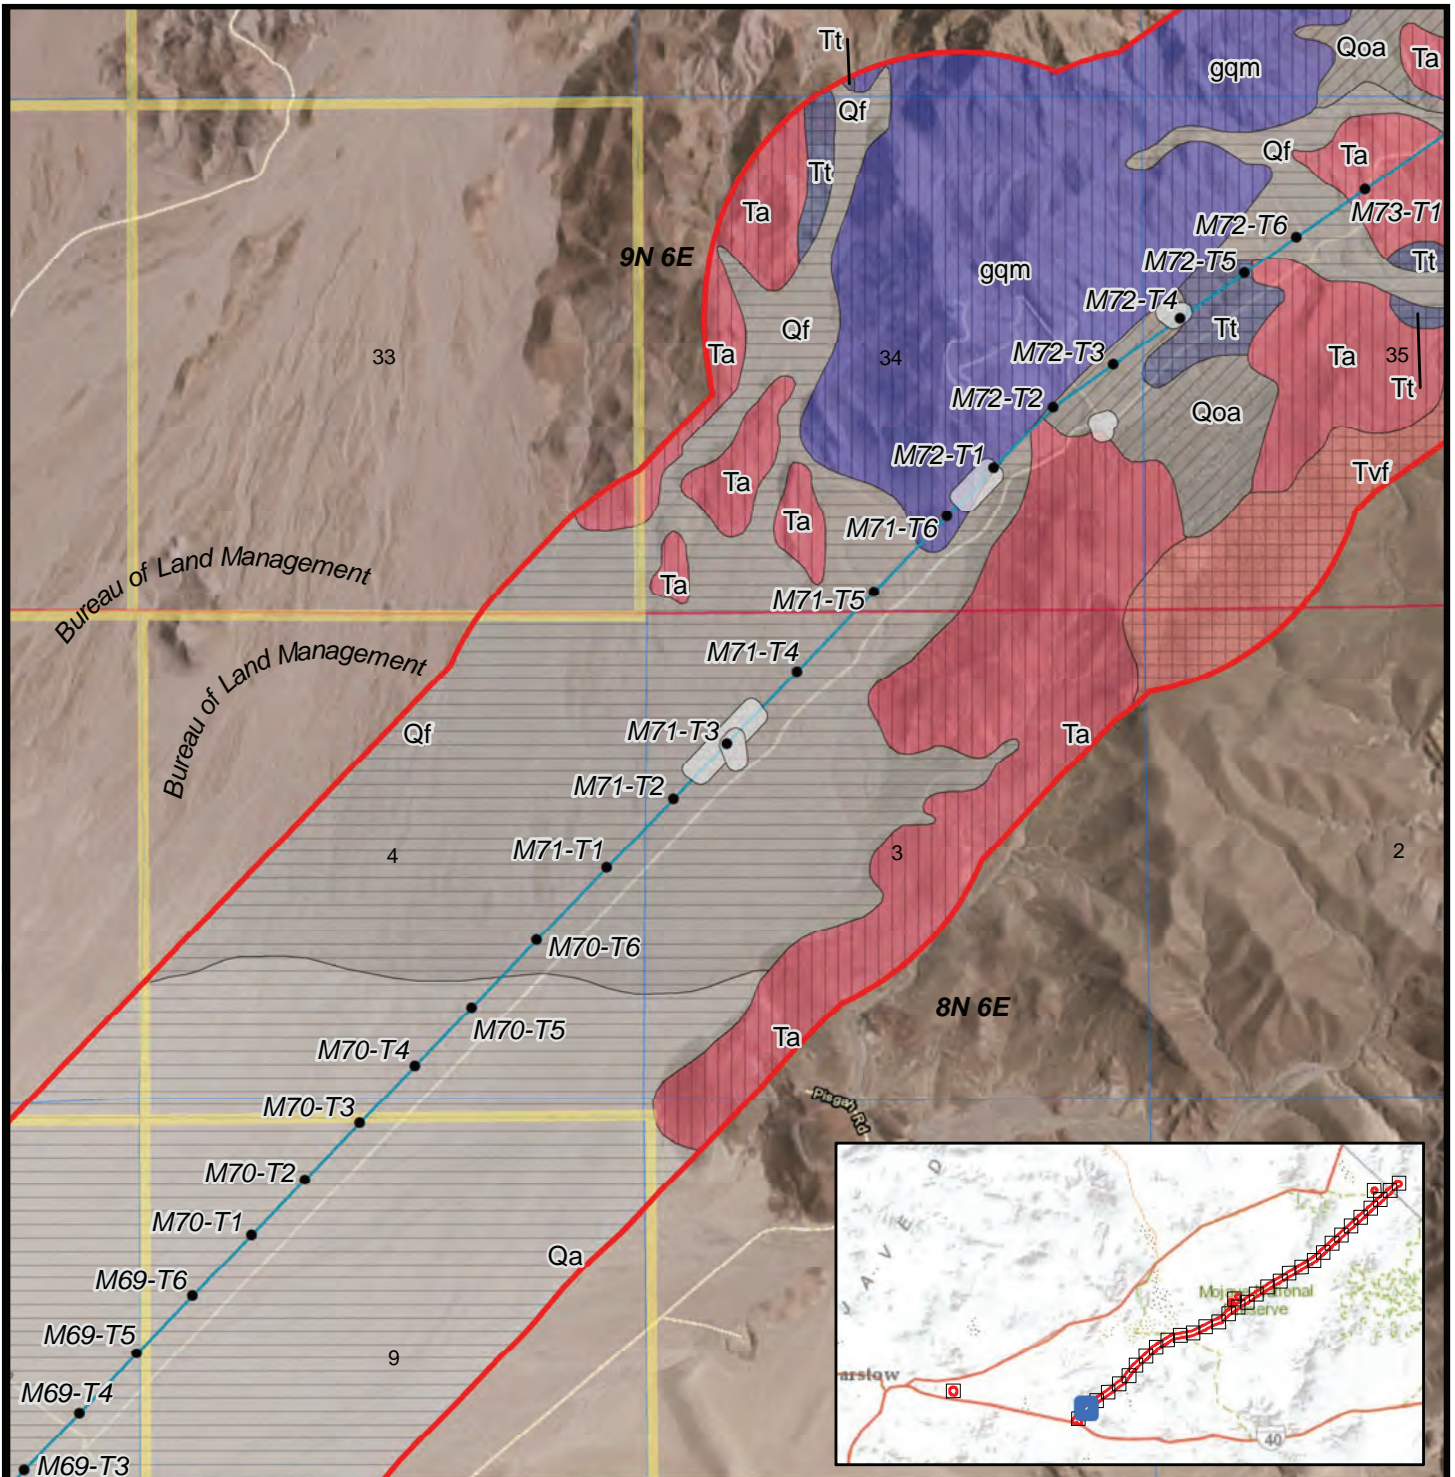 Tt
Qoa
Ta
gqm
Qf
Qf
Ta
Tt
Ta
M73-T1
M72-T6
9N 6E
M72-T5
Tt
gqm
M72-T4
Qf
Tt
Ta
33
34
M72-T3
Ta
35
Tt
M72-T2
Qoa
M72-T1
Tvf
Ta
Ta
M71-T6
Bureau of Land Management
Ta
M71-T5
Bureau of Land Management
M71-T4
Qf
M71-T3
Ta
M71-T2
M71-T1
4
3
2
M70-T6
8N 6E
M70-T5
Ta
M70-T4
M70-T3
Pisgah Rd
M70-T2
M70-T1
Qa
M69-T6
M69-T5
9
M69-T4
M69-T3
J A V E D
Mojave National
serve
arstow
40